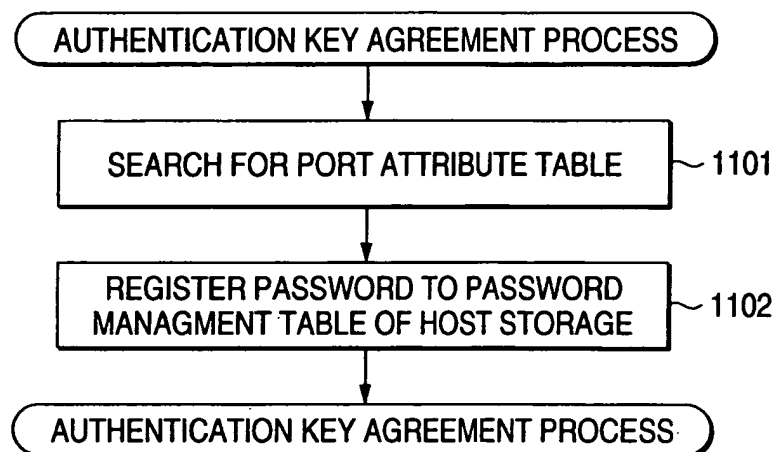 AUTHENTICATION KEY AGREEMENT PROCESS
SEARCH FOR PORT ATTRIBUTE TABLE
1101
REGISTER PASSWORD TO PASSWORD
MANAGMENT TABLE OF HOST STORAGE
1102
AUTHENTICATION KEY AGREEMENT PROCESS